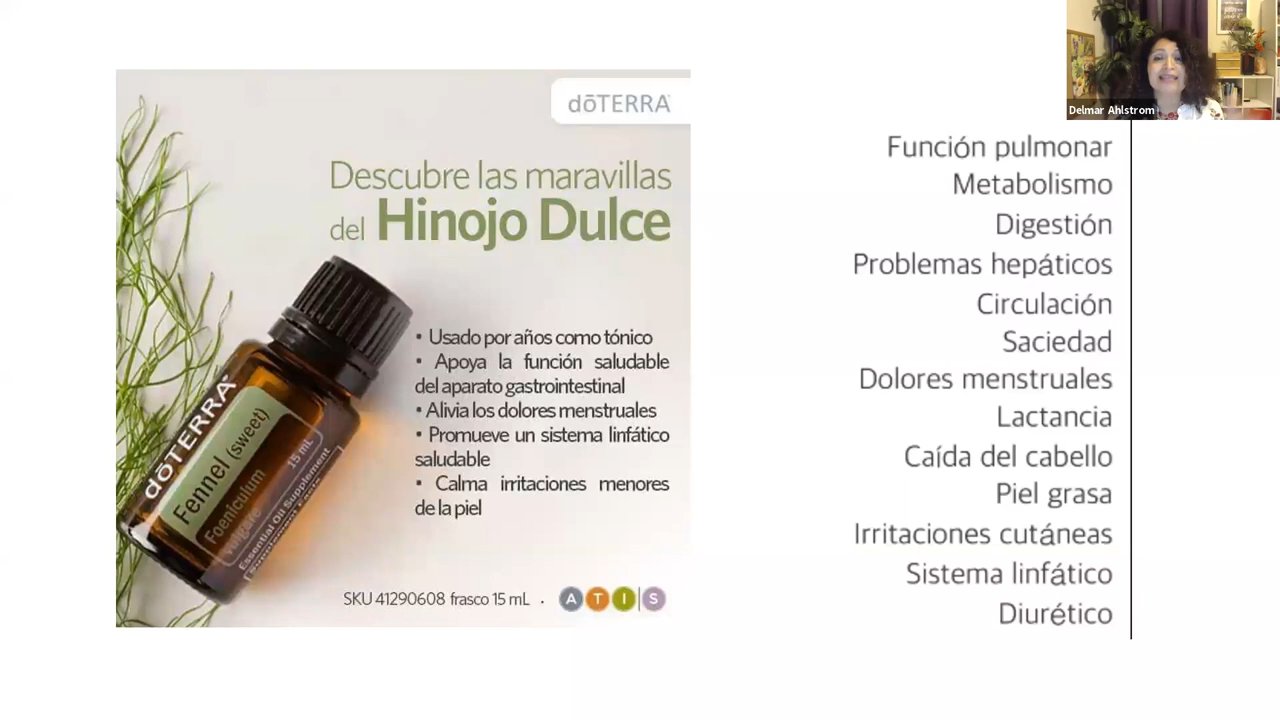 dōTERRA
Descubre las maravillas
del Hinojo Dulce
• Usado por años como tónico
• Apoya la función saludable
del aparato gastrointestinal
• Alivia los dolores menstruales
• Promueve un sistema linfático
saludable
• Calma irritaciones menores
de la piel
dōTERRA
Fennel (sweet)
Foeniculum
vulgare
15 mL
Essential Oil Supplement
SKU 41290608 frasco 15 mL · A T I | S
Delmar Ahlstrom
Función pulmonar
Metabolismo
Digestión
Problemas hepáticos
Circulación
Saciedad
Dolores menstruales
Lactancia
Caída del cabello
Piel grasa
Irritaciones cutáneas
Sistema linfático
Diurético